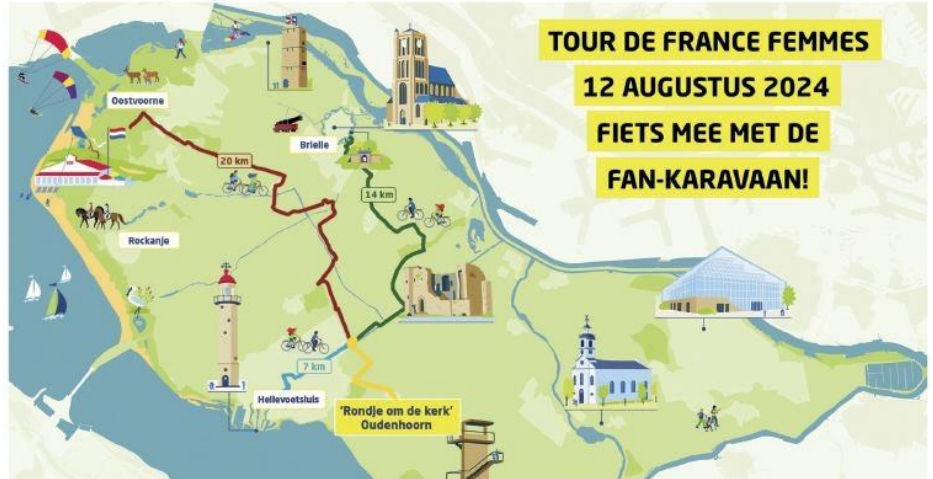 TOUR DE FRANCE FEMMES
12 AUGUSTUS 2024
FIETS MEE MET DE
FAN-KARAVAAN!
Oostvoorne
Brielle
20 km
14 km
Rockanje
7 km
Hellevoetsluis
'Rondje om de kerk'
Oudenhoorn